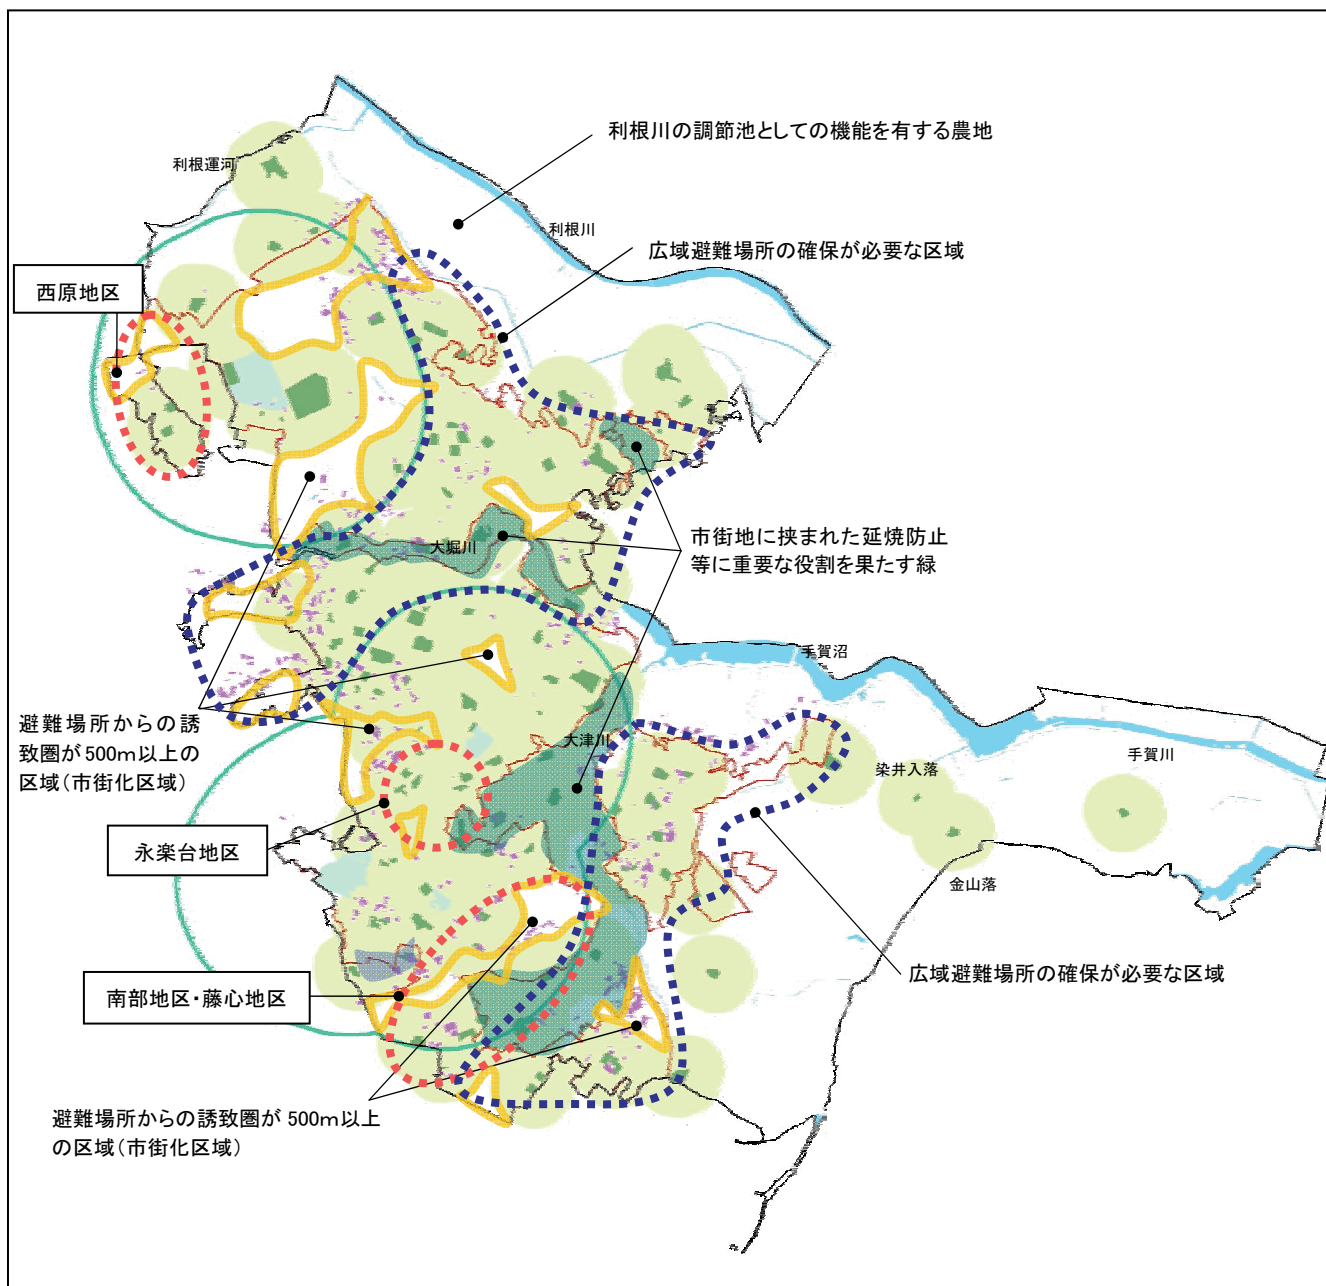 利根川の調節池としての機能を有する農地
利根運河
利根川
広域避難場所の確保が必要な区域
西原地区
市街地に挟まれた延焼防止
等に重要な役割を果たす緑
大堀川
手賀沼
避難場所からの誘
致圏が500m以上の
区域(市街化区域)
大津川
手賀川
染井入落
永楽台地区
金山落
広域避難場所の確保が必要な区域
南部地区・藤心地区
避難場所からの誘致圏が 500m以上
の区域(市街化区域)